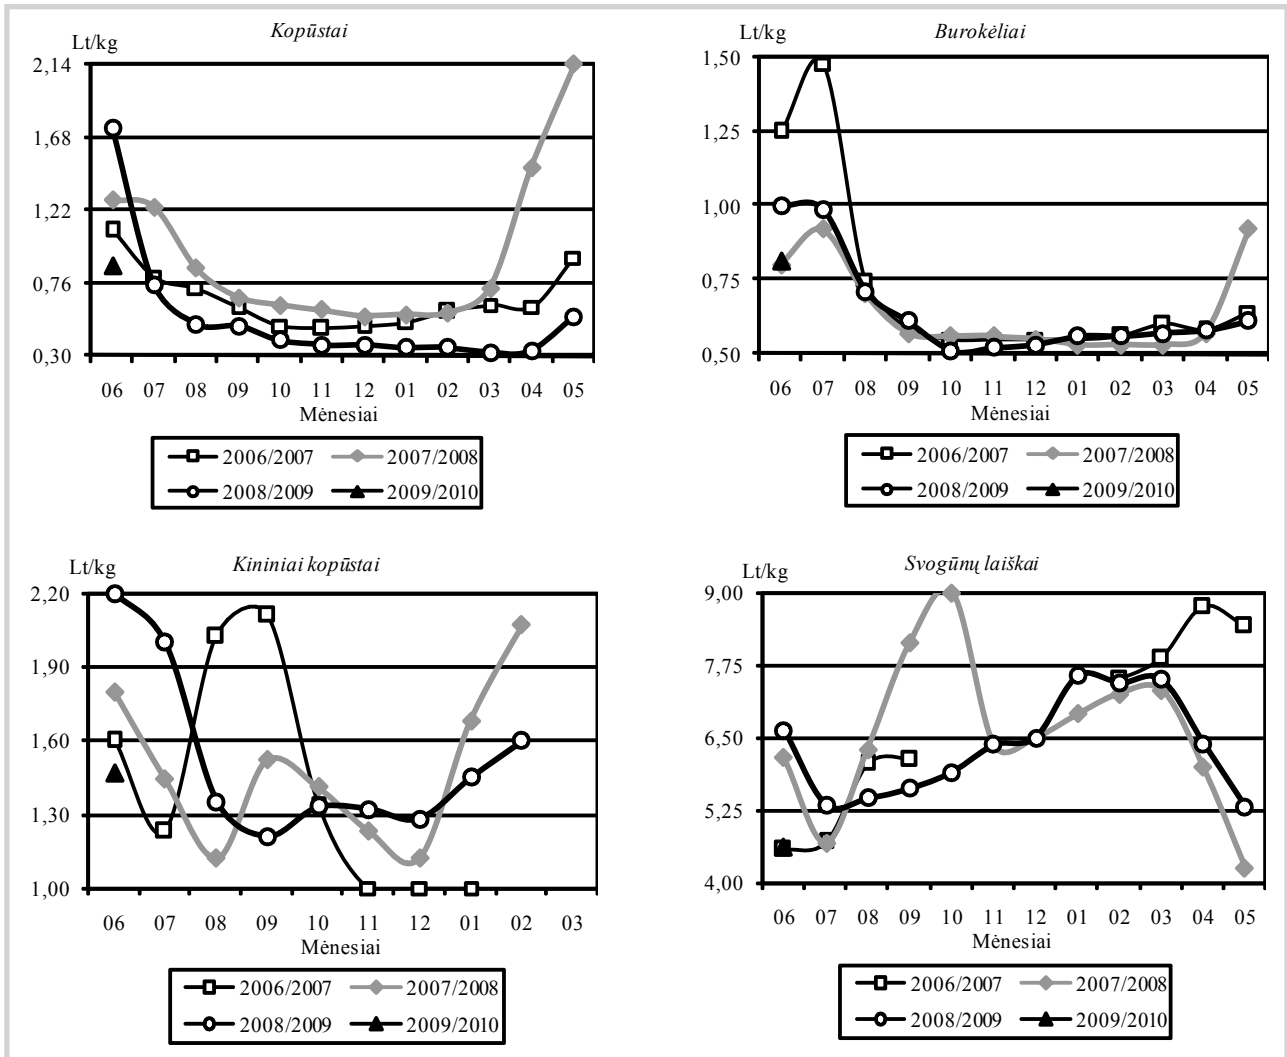 Kopūstai
Lt/kg
2,14
1,68
1,22
0,76
0,30
06 07 08 09 10 11 12 01 02 03 04 05
Mėnesiai
2006/2007 2007/2008
2008/2009 2009/2010
Burokėliai
Lt/kg
1,50
1,25
1,00
0,75
0,50
06 07 08 09 10 11 12 01 02 03 04 05
Mėnesiai
2006/2007 2007/2008
2008/2009 2009/2010
Kininiai kopūstai
Lt/kg
2,20
1,90
1,60
1,30
1,00
06 07 08 09 10 11 12 01 02 03
Mėnesiai
2006/2007 2007/2008
2008/2009 2009/2010
Svogūnų laiškai
Lt/kg
9,00
7,75
6,50
5,25
4,00
06 07 08 09 10 11 12 01 02 03 04 05
Mėnesiai
2006/2007 2007/2008
2008/2009 2009/2010